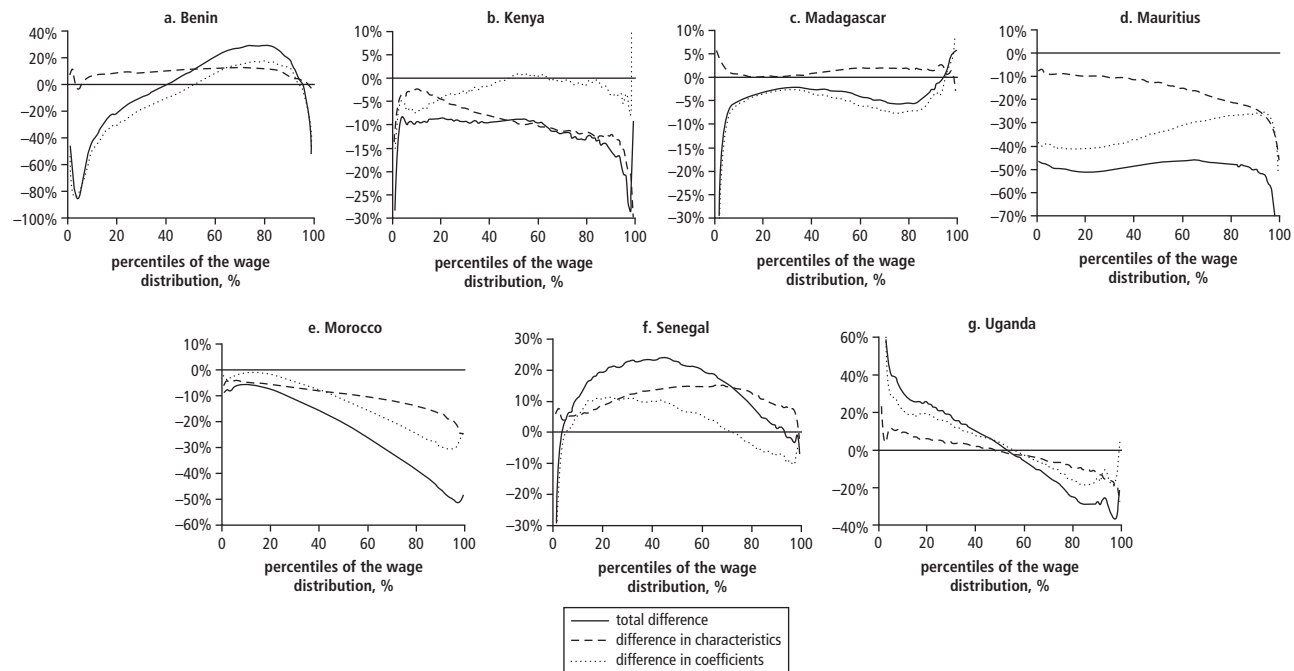 a. Benin
40%
20%
0%
–20%
–40%
–60%
–80%
–100%
0 20 40 60 80 100
percentiles of the wage
distribution, %
b. Kenya
10%
5%
0%
–5%
–10%
–15%
–20%
–25%
–30%
0 20 40 60 80 100
percentiles of the wage
distribution, %
c. Madagascar
10%
5%
0%
–5%
–10%
–15%
–20%
–25%
–30%
0 20 40 60 80 100
percentiles of the wage
distribution, %
d. Mauritius
10%
0%
–10%
–20%
–30%
–40%
–50%
–60%
–70%
0 20 40 60 80 100
percentiles of the wage
distribution, %
e. Morocco
10%
0%
–10%
–20%
–30%
–40%
–50%
–60%
0 20 40 60 80 100
percentiles of the wage
distribution, %
f. Senegal
30%
20%
10%
0%
–10%
20%
30%
0 20 40 60 80 100
percentiles of the wage
distribution, %
g. Uganda
60%
40%
20%
0%
–20%
–40%
0 20 40 60 80 100
percentiles of the wage
distribution, %
total difference
difference in characteristics
difference in coefficients